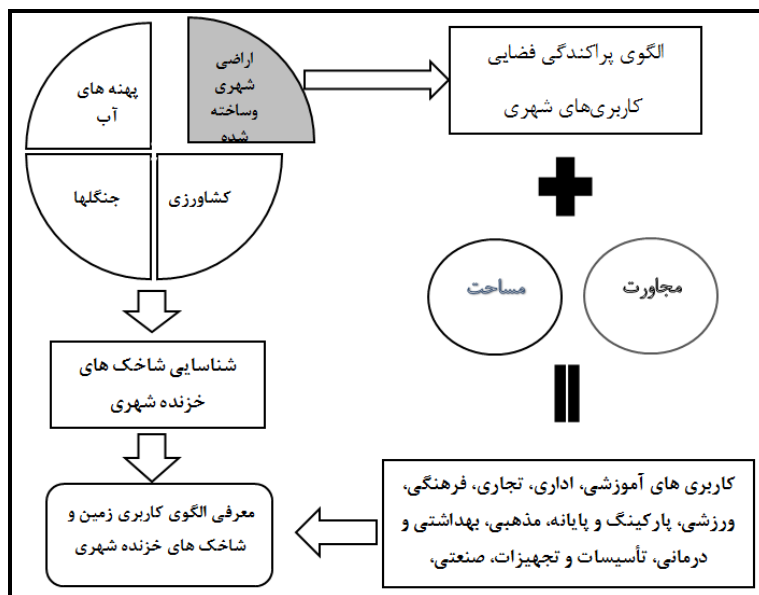 پهنه های
آب
اراضی
شهری
وساخته
شده
الگوی پراکندگی فضایی
کاربری‌های شهری
جنگلها
کشاورزی
مساحت
مجاورت
شناسایی شاخک های
خزنده شهری
کاربری های آموزشی، اداری، تجاری، فرهنگی،
ورزشی، پارکینگ و پایانه، مذهبی، بهداشتی و
درمانی، تأسیسات و تجهیزات، صنعتی،
معرفی الگوی کاربری زمین و
شاخک های خزنده شهری